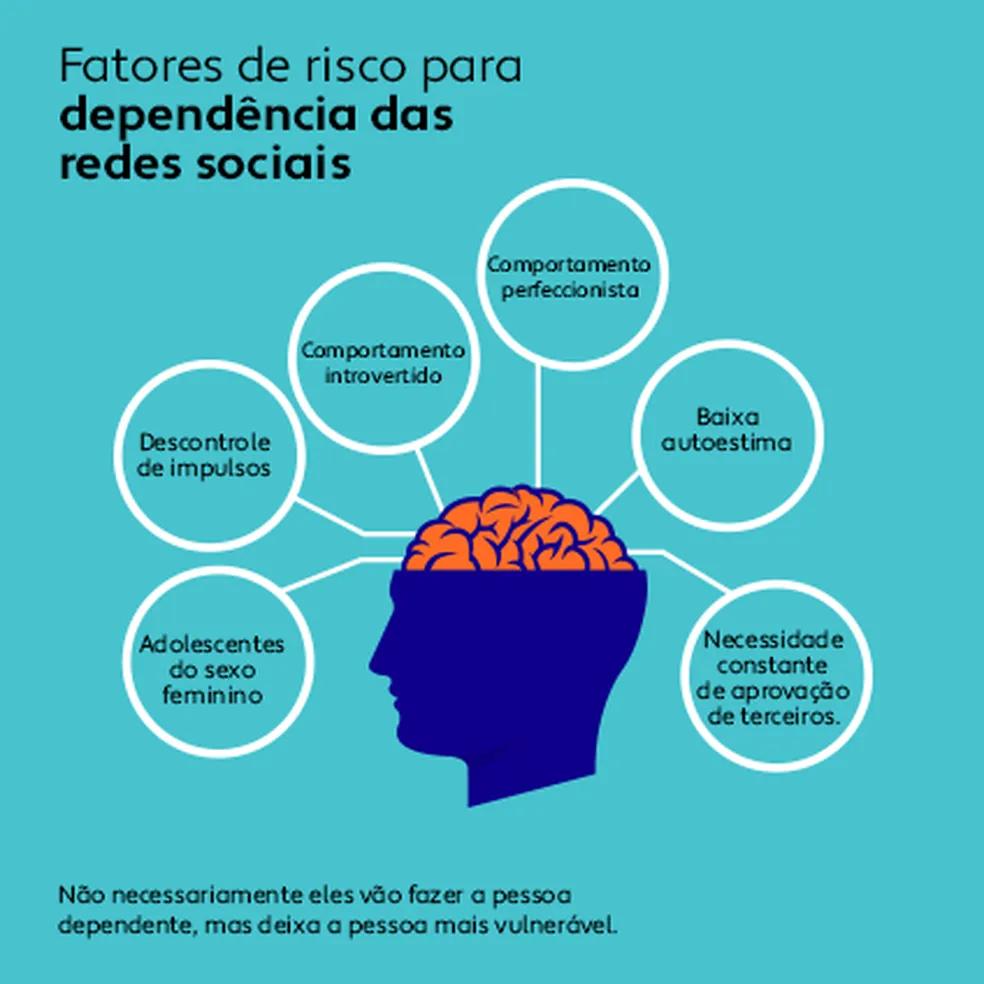 Fatores de risco para
dependência das
redes sociais
Comportamento
perfeccionista
Comportamento
introvertido
Baixa
autoestima
Descontrole
de impulsos
Adolescentes
do sexo
feminino
Necessidade
constante
de aprovação
de terceiros.
Não necessariamente eles vão fazer a pessoa
dependente, mas deixa a pessoa mais vulnerável.